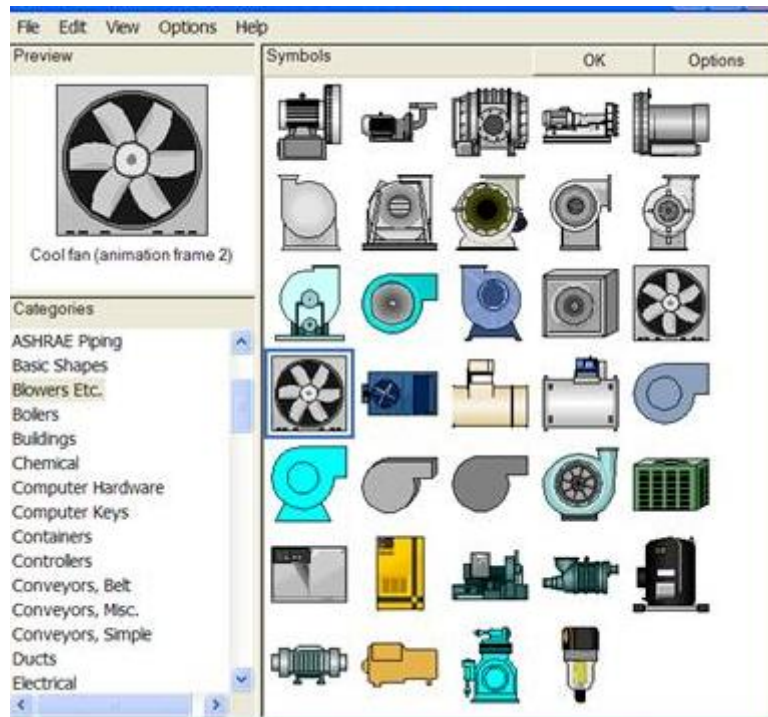 File Edit View Options Help
Preview
Symbols OK Options
Cool fan (animation frame 2)
Categories
ASHRAE Piping
Basic Shapes
Blowers Etc.
Boilers
Buildings
Chemical
Computer Hardware
Computer Keys
Containers
Controllers
Conveyors, Belt
Conveyors, Misc.
Conveyors, Simple
Ducts
Electrical